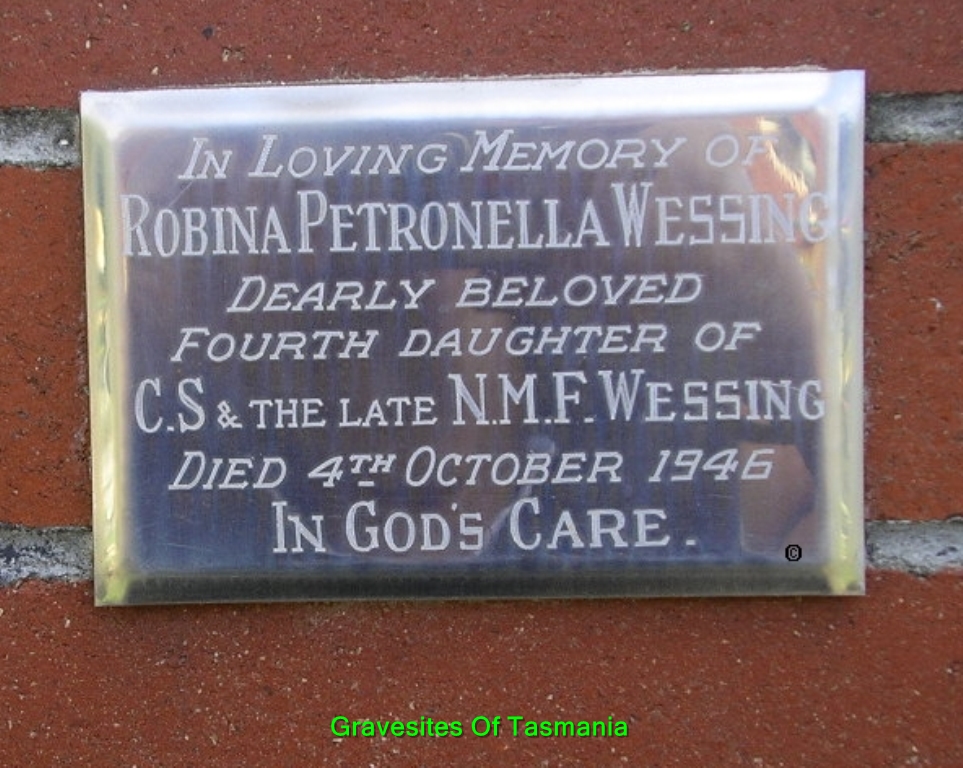 IN LOVING MEMORY OF
ROBINA PETRONELLA WESSING
DEARLY BELOVED
FOURTH DAUGHTER OF
C.S & THE LATE N.M.F. WESSING
DIED 4TH OCTOBER 1946
IN GOD'S CARE.
©
Gravesites Of Tasmania